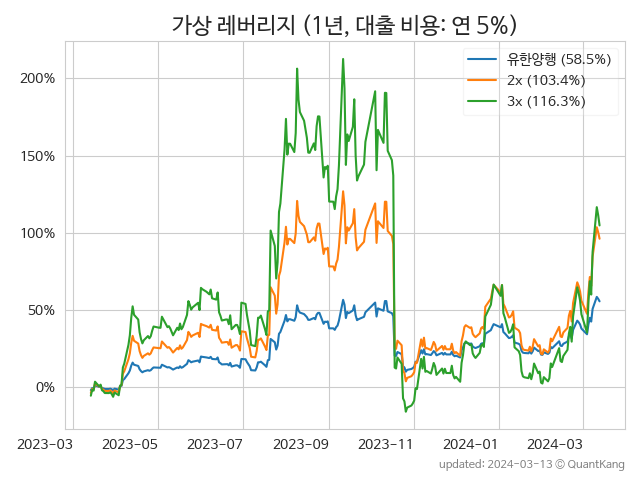 가상 레버리지 (1년, 대출 비용: 연 5%)
유한양행 (58.5%)
2x (103.4%)
3x (116.3%)
200%
150%
100%
50%
0%
2023-03
2023-05
2023-07
2023-09
2023-11
2024-01
2024-03
updated: 2024-03-13 © QuantKang